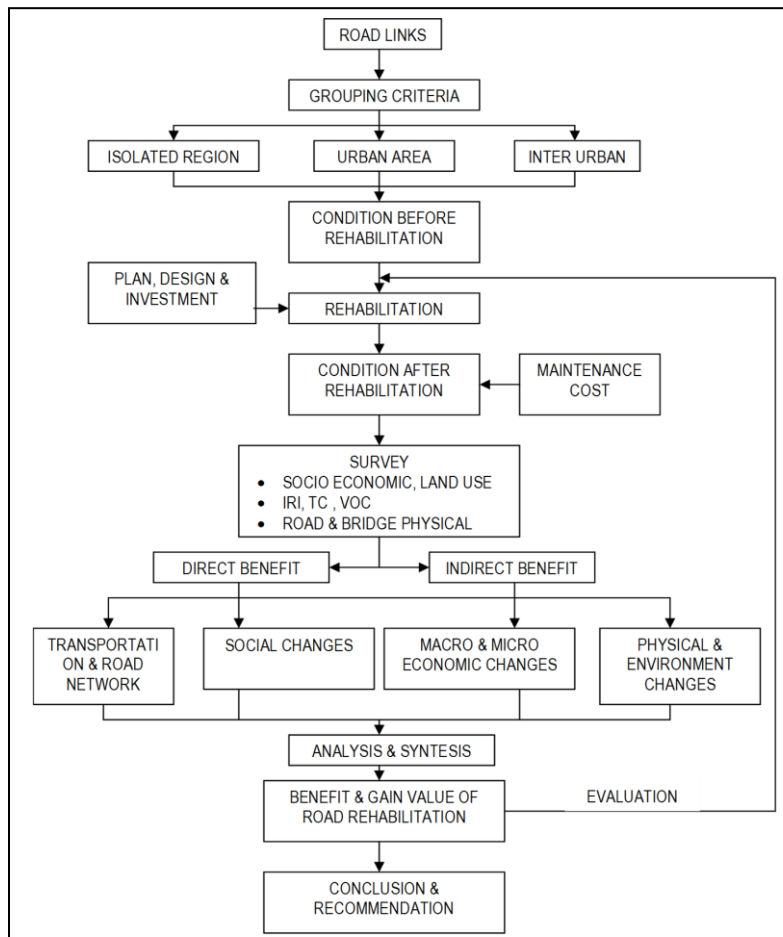 ROAD LINKS
GROUPING CRITERIA
ISOLATED REGION
URBAN AREA
INTER URBAN
CONDITION BEFORE
REHABILITATION
PLAN, DESIGN &
INVESTMENT
REHABILITATION
CONDITION AFTER
REHABILITATION
MAINTENANCE
COST
SURVEY
• SOCIO ECONOMIC, LAND USE
• IRI, TC , VOC
• ROAD & BRIDGE PHYSICAL
DIRECT BENEFIT
INDIRECT BENEFIT
TRANSPORTATI
ON & ROAD
NETWORK
SOCIAL CHANGES
MACRO & MICRO
ECONOMIC CHANGES
PHYSICAL &
ENVIRONMENT
CHANGES
ANALYSIS & SYNTESIS
BENEFIT & GAIN VALUE OF
ROAD REHABILITATION
EVALUATION
CONCLUSION &
RECOMMENDATION